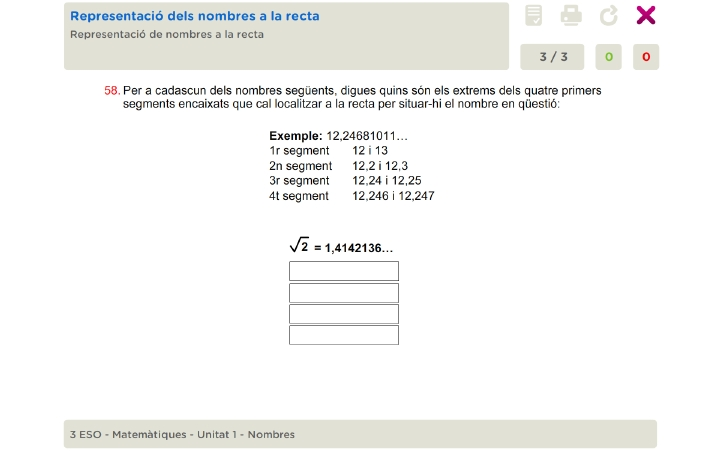 Representació dels nombres a la recta
Representació de nombres a la recta
3 / 3
0
0
58. Per a cadascun dels nombres següents, digues quins són els extrems dels quatre primers
segments encaixats que cal localitzar a la recta per situar-hi el nombre en qüestió:
Exemple: 12,24681011...
1r segment 12 i 13
2n segment 12,2 i 12,3
3r segment 12,24 i 12,25
4t segment 12,246 i 12,247
√2 = 1,4142136...
3 ESO - Matemàtiques - Unitat 1 - Nombres